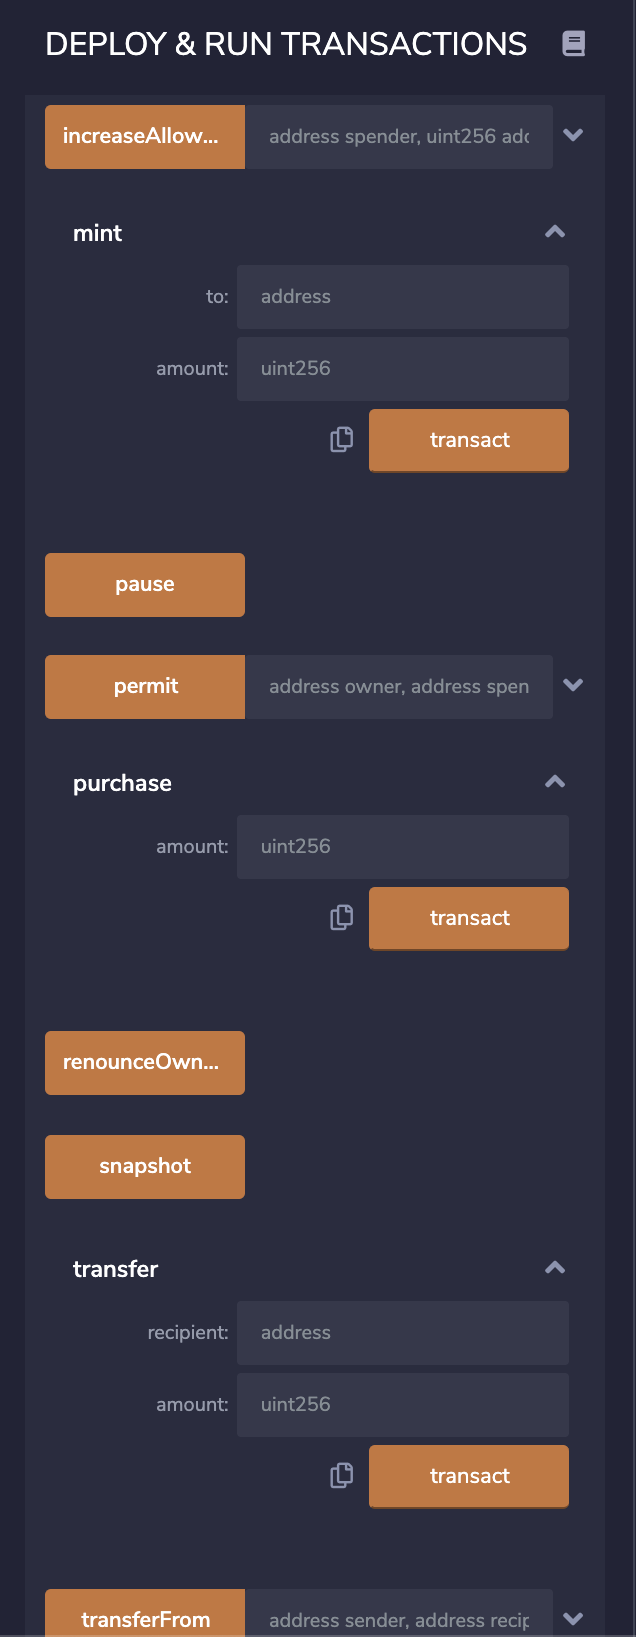 DEPLOY & RUN TRANSACTIONS
increaseAllow... address spender, uint256 add
mint
to: address
amount: uint256
transact
pause
permit address owner, address spen
purchase
amount: uint256
transact
renounceOwn...
snapshot
transfer
recipient: address
amount: uint256
transact
transferFrom address sender, address recip